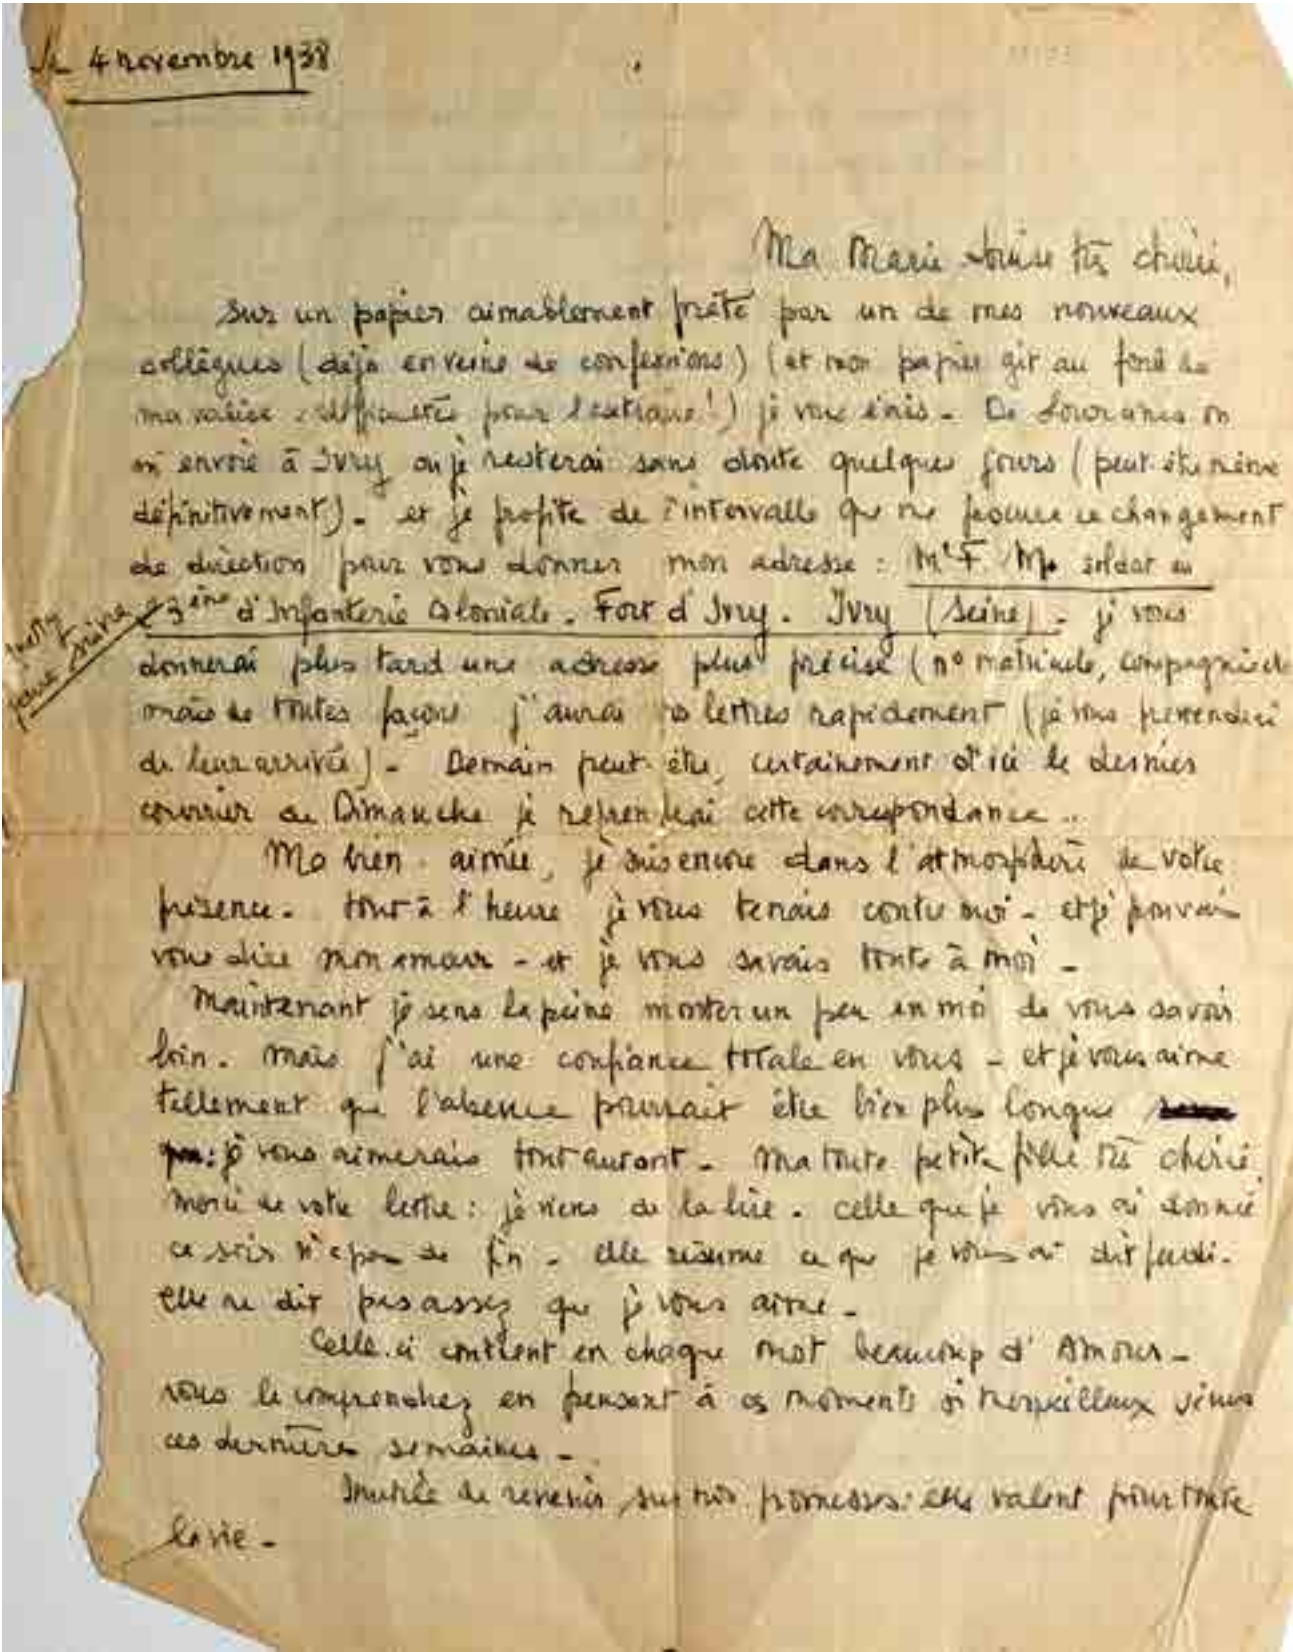 Le 4 novembre 1938
Ma Marie Louise très chérie,
Sur un papier aimablement prêté par un de mes nouveaux
collègues (déjà en veine de confessions) (et mon papier gît au fond de
ma valise : difficultés pour l'extraire !) je vous écris - De Lourcines on
m'envoie à Ivry où je resterai sans doute quelques jours (peut-être même
définitivement). et je profite de l'intervalle que me procure ce changement
de direction pour vous donner mon adresse : Mr F. M. soldat au
23ème d'Infanterie Coloniale. Fort d'Ivry. Ivry (Seine). je vous
faire suivre
donnerai plus tard une adresse plus précise (n° matricule, compagnie
mais de toutes façons j'aurai vos lettres rapidement (je vous préviendrai
de leur arrivée). Demain peut-être, certainement d'ici le dernier
courrier de Dimanche je reprendrai cette correspondance..
Ma bien-aimée, je suis encore dans l'atmosphère de votre
présence. tout à l'heure je vous tenais contre moi - et je pouvais
vous dire mon amour - et je vous savais toute à moi -
Maintenant je sens la peine monter un peu en moi de vous savoir
loin. Mais j'ai une confiance totale en vous - et je vous aime
tellement que l'absence pourrait être bien plus longue
je vous aimerais tout autant. Ma toute petite fille très chérie
merci de votre lettre : je viens de la lire. celle que je vous ai donnée
ce soir n'a pas de fin. elle résume ce que je vous ai dit jeudi.
elle ne dit pas assez que je vous aime -
Celle-ci contient en chaque mot beaucoup d'Amour -
vous le comprendrez en pensant à ces moments si merveilleux vécus
ces dernières semaines -
Inutile de revenir sur nos promesses : elles valent pour toute
la vie -